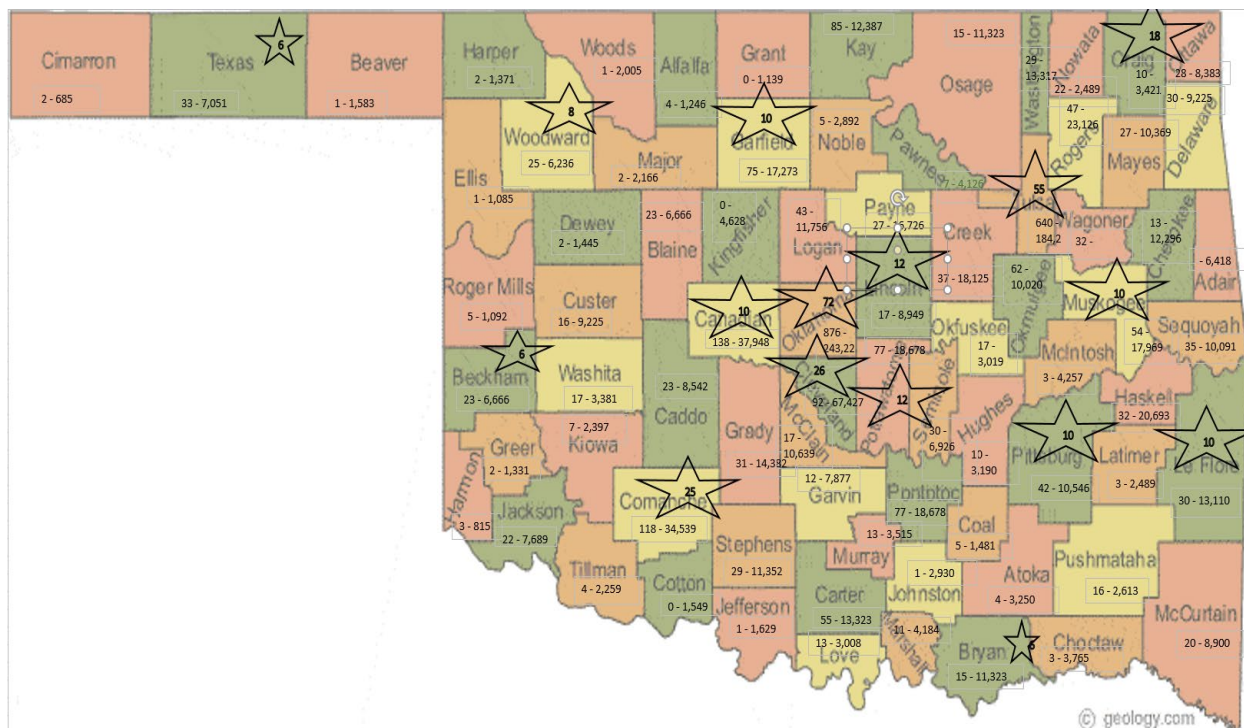 Cimarron
2 - 685
Texas
6
33 - 7,051
Beaver
1 - 1,583
Harper
2 - 1,371
Woods
1 - 2,005
Alfalfa
4 - 1,246
Grant
0 - 1,139
85 - 12,387
Kay
15 - 11,323
Osage
Washington
29 -
13,317
Nowata
22 - 2,489
18
Craig
10 -
3,421
Ottawa
28 - 8,383
8
Woodward
25 - 6,236
Major
2 - 2,166
10
Garfield
75 - 17,273
5 - 2,892
Noble
Pawnee
77 - 4,126
47 -
23,126
Rogers
27 - 10,369
Mayes
30 - 9,225
Delaware
Ellis
1 - 1,085
Dewey
2 - 1,445
23 - 6,666
Blaine
0 -
4,628
Kingfisher
43 -
11,756
Logan
Payne
27 - 16,726
Creek
37 - 18,125
55
Tulsa
640 -
184,2
Wagoner
32 -
13 -
12,296
Cherokee
- 6,418
Adair
Roger Mills
5 - 1,092
Custer
16 - 9,225
10
Canadian
138 - 37,948
72
Oklahoma
876 -
243,22
12
Lincoln
17 - 8,949
62 -
10,020
Okmulgee
10
Muskogee
54 -
17,969
Sequoyah
35 - 10,091
6
Beckham
23 - 6,666
Washita
17 - 3,381
23 - 8,542
Caddo
26
Cleveland
92 - 67,427
77 - 18,678
12
Pottawatomie
Seminole
30 -
6,926
Okfuskee
17 -
3,019
McIntosh
3 - 4,257
Haskell
32 - 20,693
Greer
2 - 1,331
7 - 2,397
Kiowa
Grady
31 - 14,382
McClain
17 -
10,639
Hughes
10 -
3.190
10
Pittsburg
42 - 10,546
Latimer
3 - 2,489
10
Le Flore
30 - 13,110
Harmon
3 - 815
Jackson
22 - 7,689
25
Comanche
118 - 34,539
12 - 7,877
Garvin
Pontotoc
77 - 18,678
Coal
5 - 1,481
Tillman
4 - 2,259
Cotton
0 - 1,549
Stephens
29 - 11,352
13 - 3,515
Murray
1 - 2,930
Johnston
Atoka
4 - 3,250
Pushmataha
16 - 2,613
McCurtain
20 - 8,900
Jefferson
1 - 1,629
Carter
55 - 13,323
13 - 3,008
Love
11 - 4,184
Marshall
Bryan
15 - 11,323
Choctaw
3 - 3,765
© geology.com